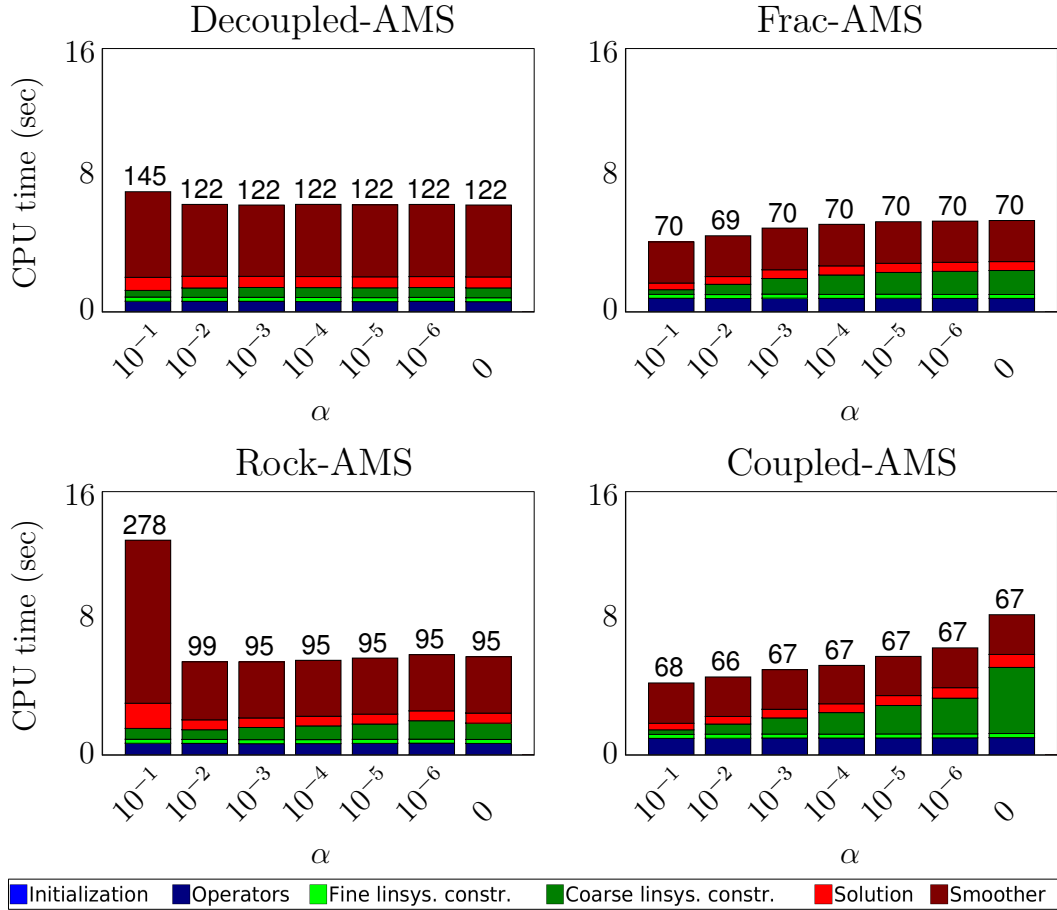 Decoupled-AMS
CPU time (sec)
16
8
0
145 122 122 122 122 122 122
10⁻¹ 10⁻² 10⁻³ 10⁻⁴ 10⁻⁵ 10⁻⁶ 0
α
Frac-AMS
16
8
0
70 69 70 70 70 70 70
10⁻¹ 10⁻² 10⁻³ 10⁻⁴ 10⁻⁵ 10⁻⁶ 0
α
Rock-AMS
CPU time (sec)
16
8
0
278 99 95 95 95 95 95
10⁻¹ 10⁻² 10⁻³ 10⁻⁴ 10⁻⁵ 10⁻⁶ 0
α
Coupled-AMS
16
8
0
68 66 67 67 67 67 67
10⁻¹ 10⁻² 10⁻³ 10⁻⁴ 10⁻⁵ 10⁻⁶ 0
α
Initialization Operators Fine linsys. constr. Coarse linsys. constr. Solution Smoother